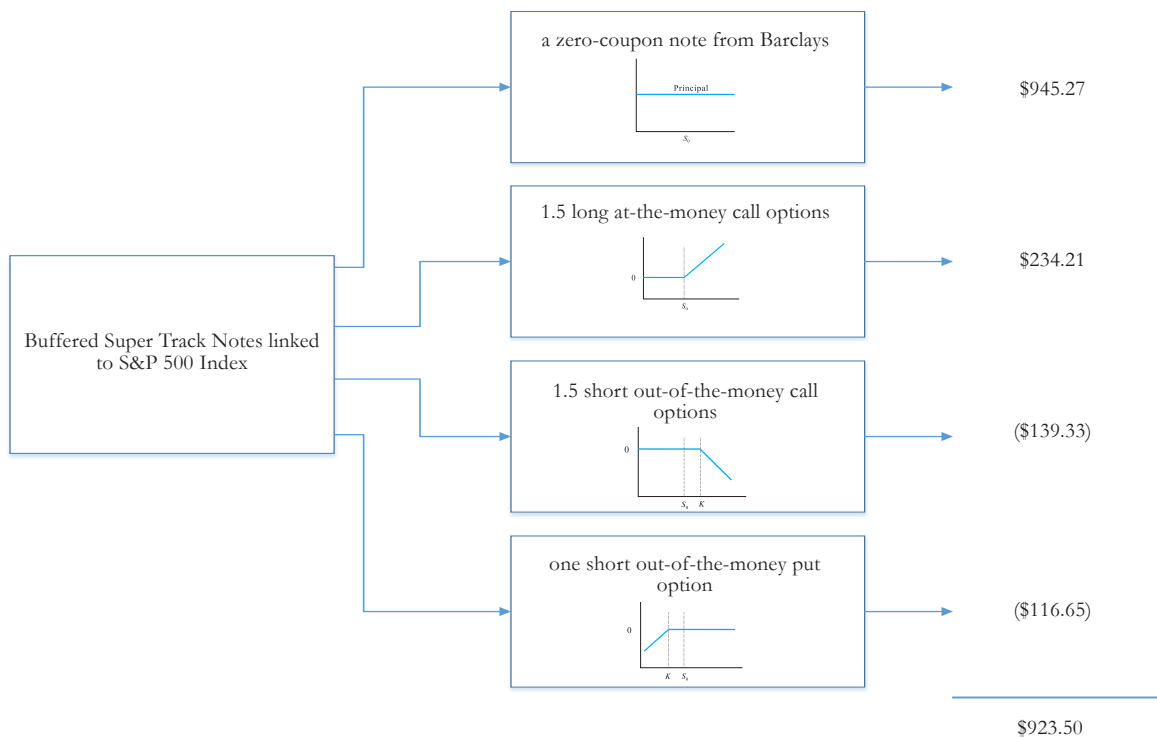 a zero-coupon note from Barclays
Principal
S₀
$945.27
1.5 long at-the-money call options
0
S₀
$234.21
Buffered Super Track Notes linked
to S&P 500 Index
1.5 short out-of-the-money call
options
0
S₀ K
($139.33)
one short out-of-the-money put
option
0
K S₀
($116.65)
$923.50